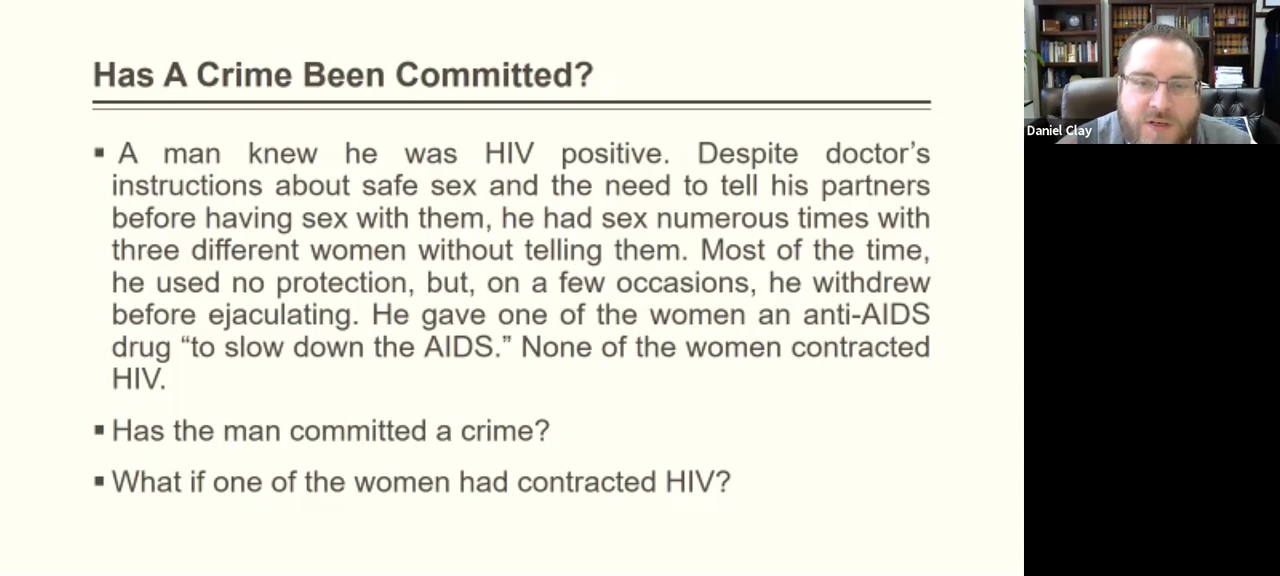 Has A Crime Been Committed?
▪ A man knew he was HIV positive. Despite doctor's
instructions about safe sex and the need to tell his partners
before having sex with them, he had sex numerous times with
three different women without telling them. Most of the time,
he used no protection, but, on a few occasions, he withdrew
before ejaculating. He gave one of the women an anti-AIDS
drug “to slow down the AIDS.” None of the women contracted
HIV.
▪ Has the man committed a crime?
▪ What if one of the women had contracted HIV?
Daniel Clay